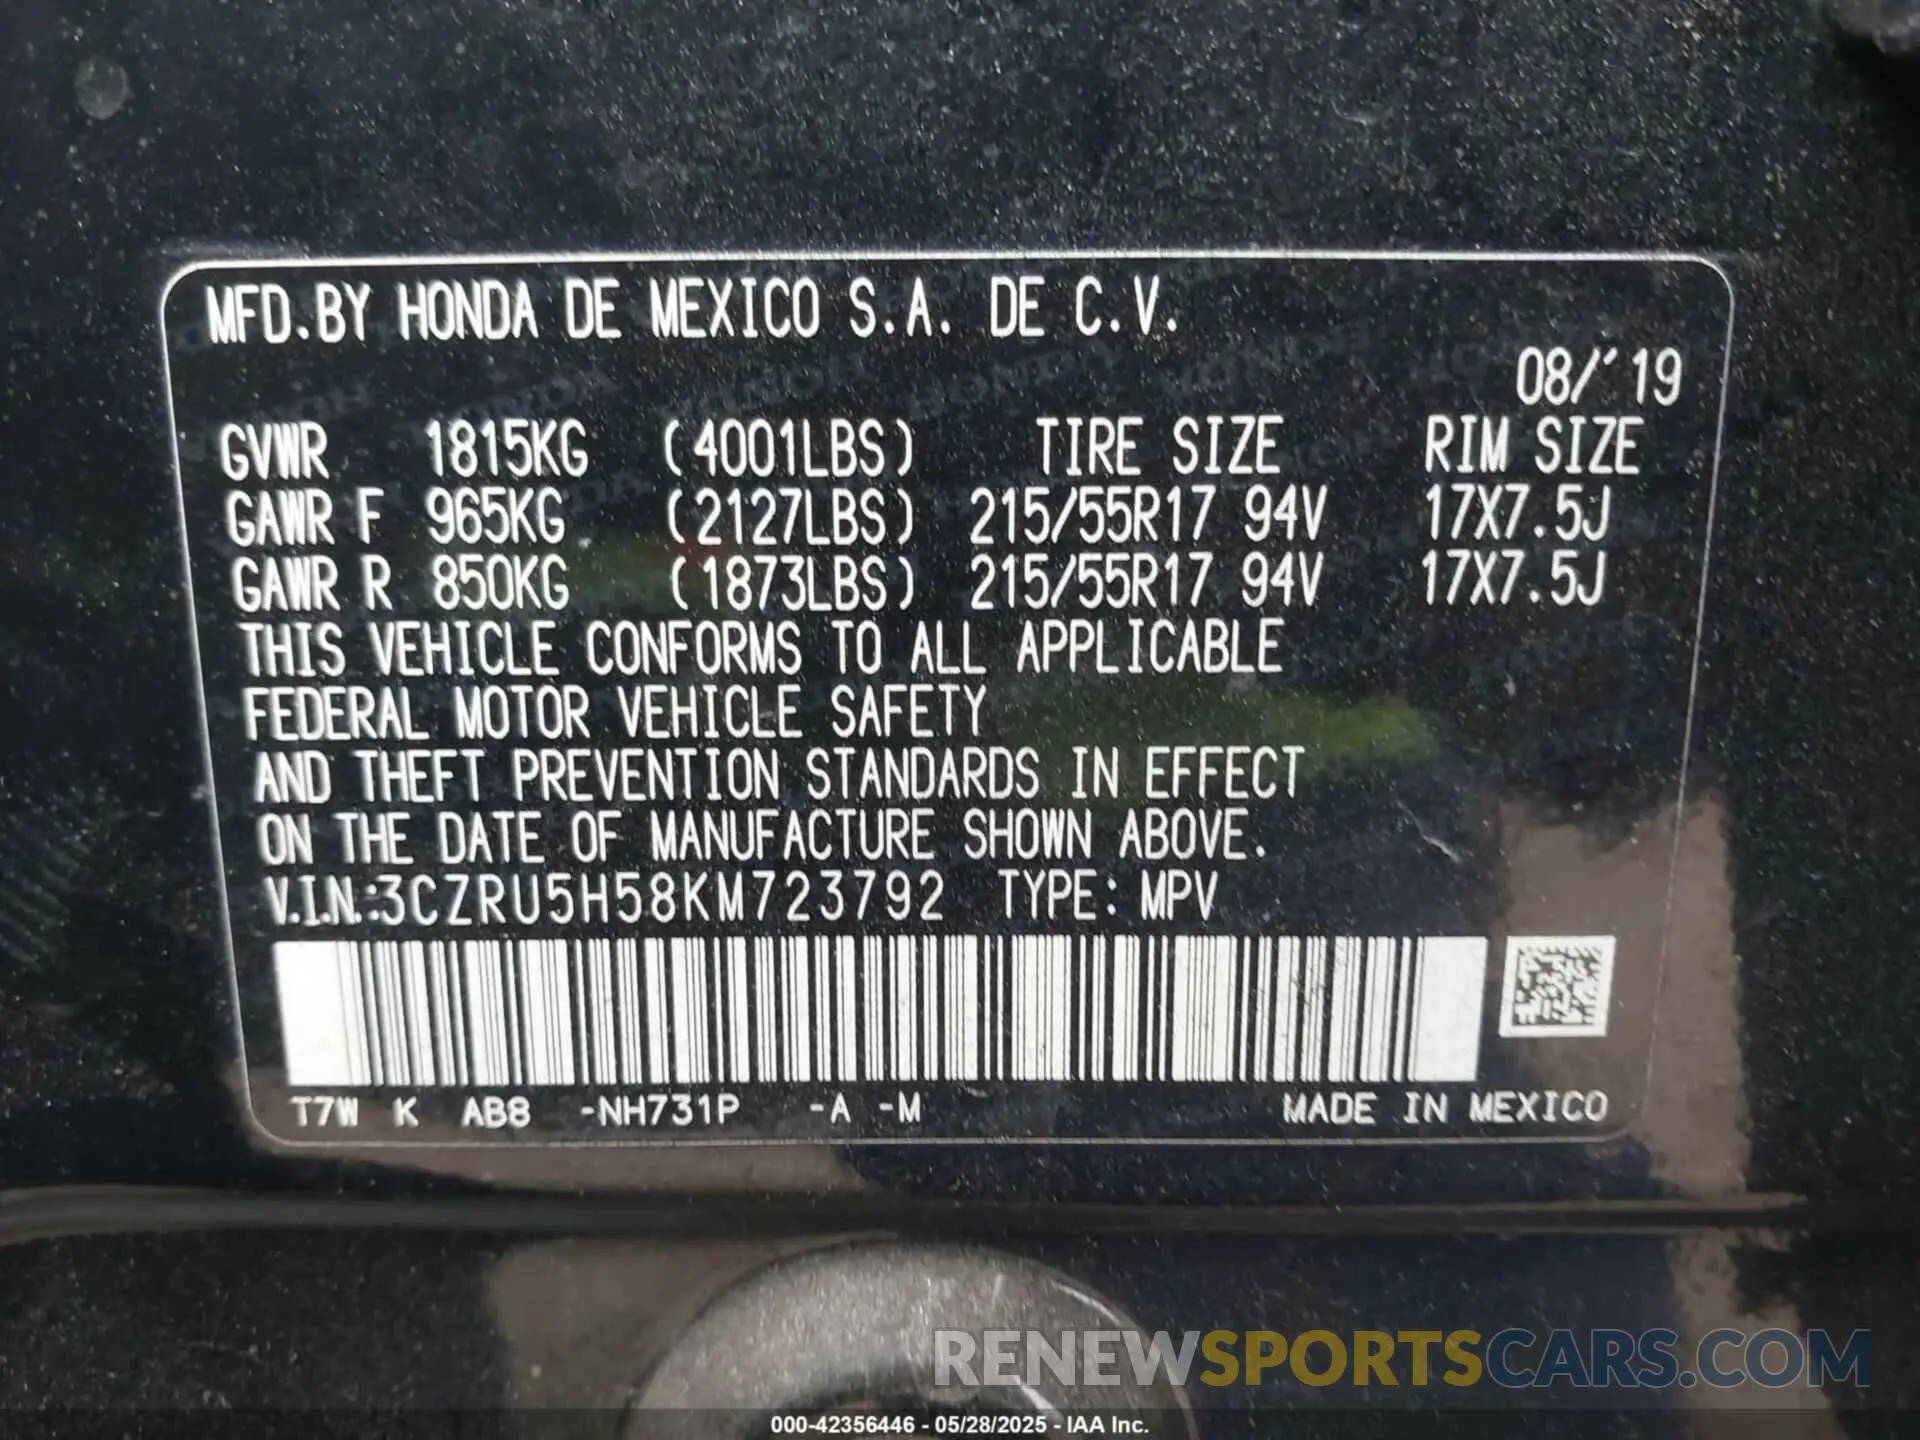 MFD.BY HONDA DE MEXICO S.A. DE C.V.
08/'19
GVWR 1815KG (4001LBS) TIRE SIZE RIM SIZE
GAWR F 965KG (2127LBS) 215/55R17 94V 17X7.5J
GAWR R 850KG (1873LBS) 215/55R17 94V 17X7.5J
THIS VEHICLE CONFORMS TO ALL APPLICABLE
FEDERAL MOTOR VEHICLE SAFETY
AND THEFT PREVENTION STANDARDS IN EFFECT
ON THE DATE OF MANUFACTURE SHOWN ABOVE.
V.I.N.:3CZRU5H58KM723792 TYPE: MPV
T7W K AB8 -NH731P -A -M MADE IN MEXICO
RENEWSPORTSCARS.COM
000-42356446 - 05/28/2025 - IAA Inc.